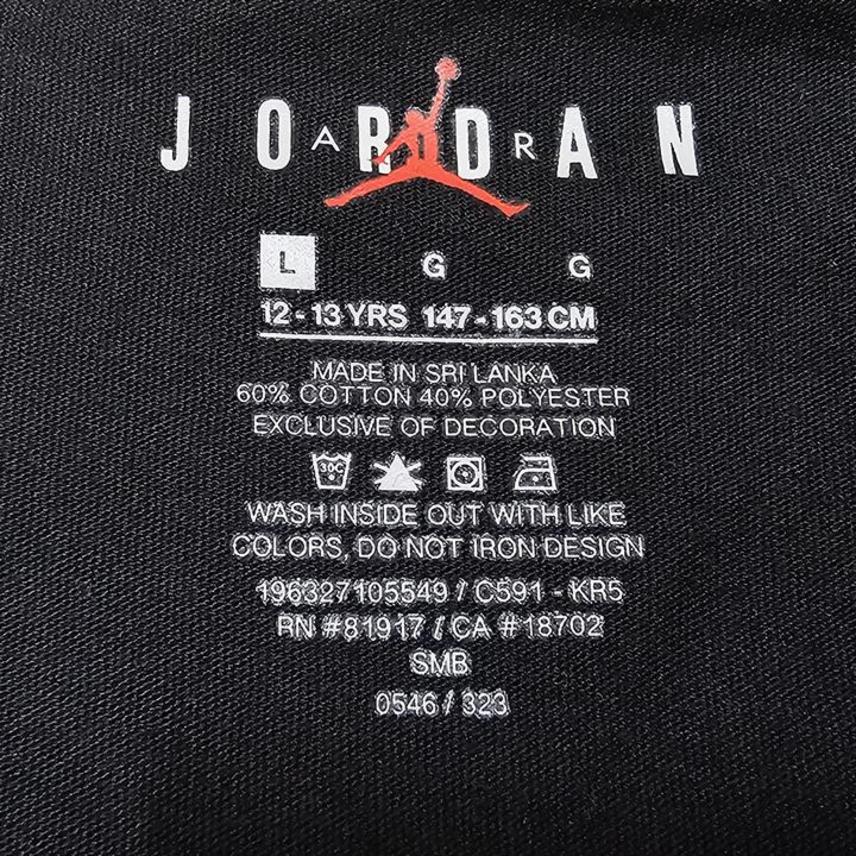 JORDAN
AIR
L G G
12 - 13 YRS 147 - 163 CM
MADE IN SRI LANKA
60% COTTON 40% POLYESTER
EXCLUSIVE OF DECORATION
30C
WASH INSIDE OUT WITH LIKE
COLORS, DO NOT IRON DESIGN
196327105549 / C591 - KR5
RN #81917 / CA #18702
SMB
0546 / 323